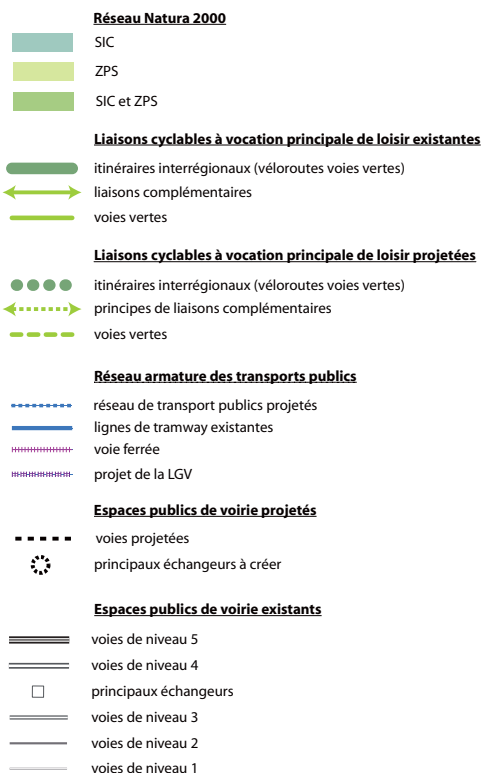 Réseau Natura 2000
SIC
ZPS
SIC et ZPS
Liaisons cyclables à vocation principale de loisir existantes
itinéraires interrégionaux (véloroutes voies vertes)
liaisons complémentaires
voies vertes
Liaisons cyclables à vocation principale de loisir projetées
itinéraires interrégionaux (véloroutes voies vertes)
principes de liaisons complémentaires
voies vertes
Réseau armature des transports publics
réseau de transport publics projetés
lignes de tramway existantes
voie ferrée
projet de la LGV
Espaces publics de voirie projetés
voies projetées
principaux échangeurs à créer
Espaces publics de voirie existants
voies de niveau 5
voies de niveau 4
principaux échangeurs
voies de niveau 3
voies de niveau 2
voies de niveau 1